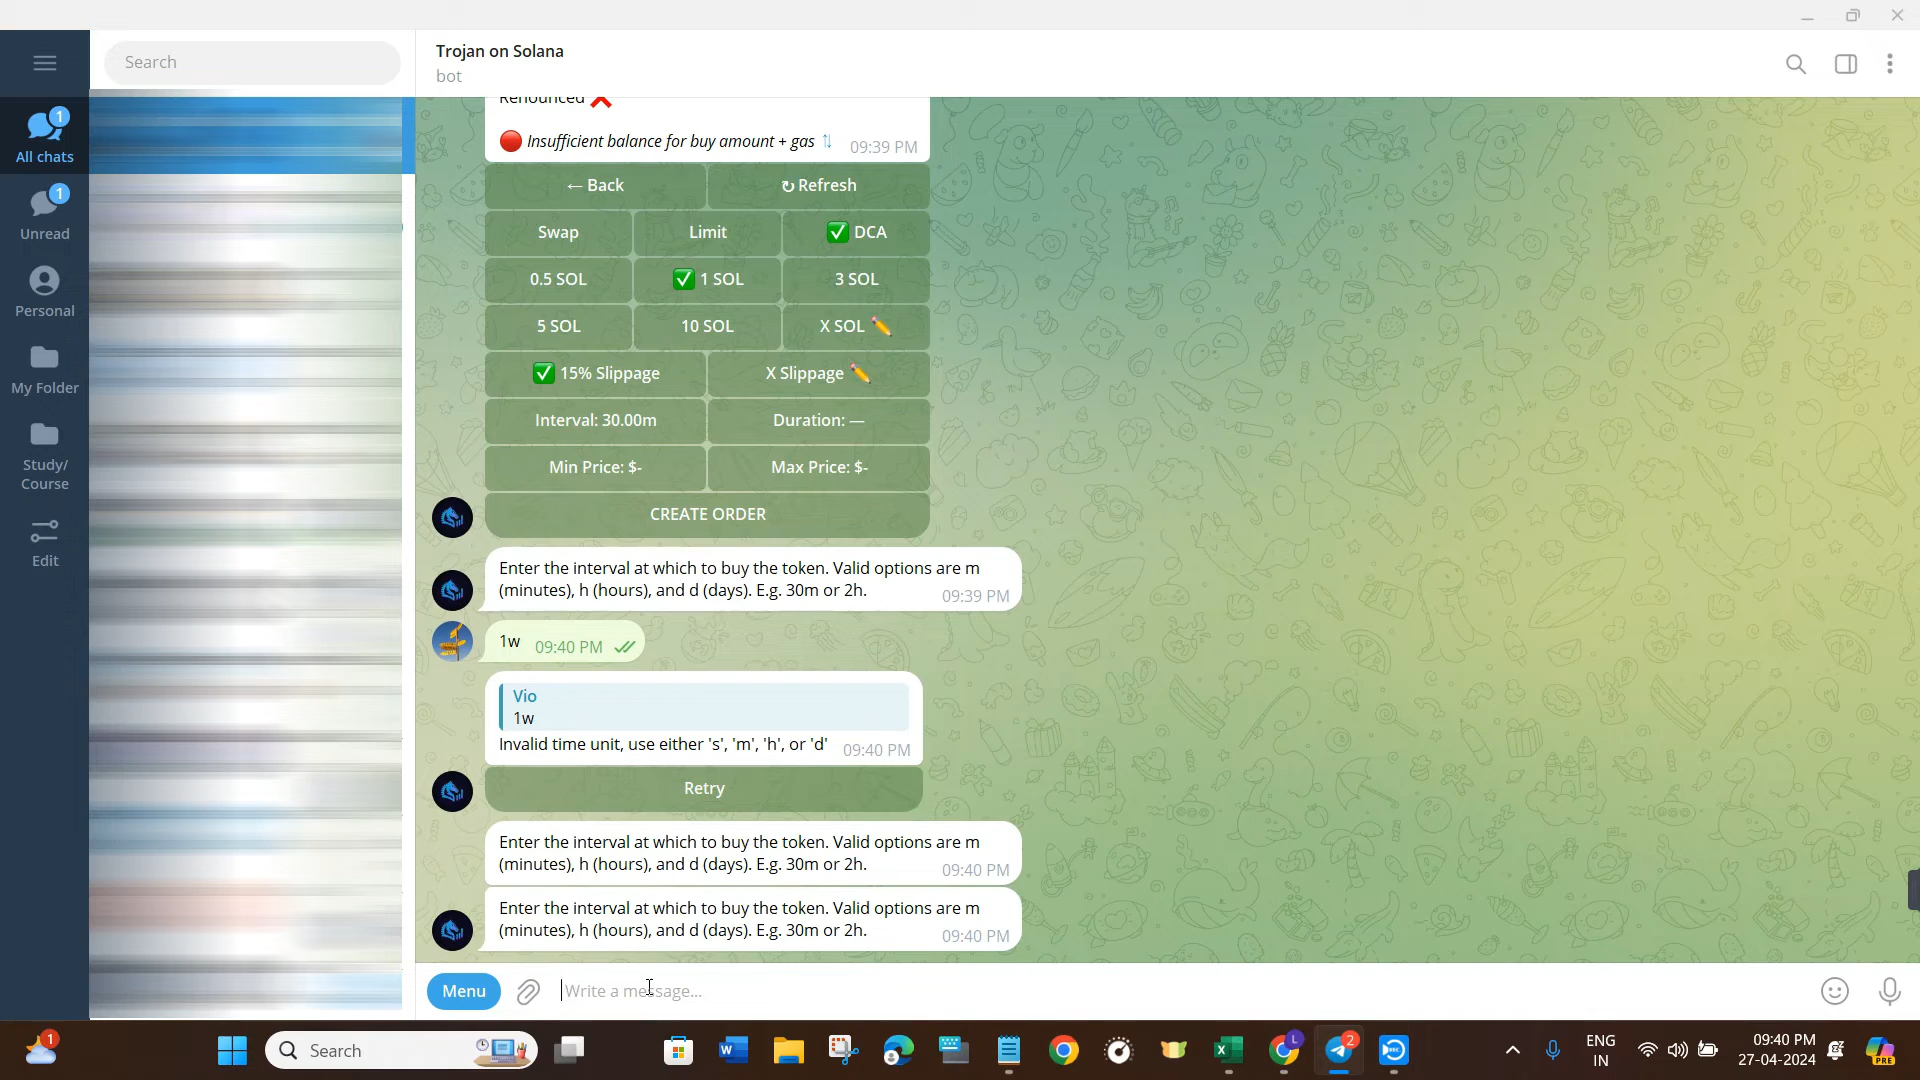 Search
Trojan on Solana
bot
1
All chats
1
Unread
Personal
My Folder
Study/
Course
Edit
Renounced ❌
🔴 Insufficient balance for buy amount + gas ⇅ 09:39 PM
← Back ↻ Refresh
Swap Limit ✅ DCA
0.5 SOL ✅ 1 SOL 3 SOL
5 SOL 10 SOL X SOL ✏️
✅ 15% Slippage X Slippage ✏️
Interval: 30.00m Duration: —
Min Price: $- Max Price: $-
CREATE ORDER
Enter the interval at which to buy the token. Valid options are m
(minutes), h (hours), and d (days). E.g. 30m or 2h. 09:39 PM
1w 09:40 PM
Vio
1w
Invalid time unit, use either 's', 'm', 'h', or 'd' 09:40 PM
Retry
Enter the interval at which to buy the token. Valid options are m
(minutes), h (hours), and d (days). E.g. 30m or 2h. 09:40 PM
Enter the interval at which to buy the token. Valid options are m
(minutes), h (hours), and d (days). E.g. 30m or 2h. 09:40 PM
Menu Write a message...
1 Search L 2 ENG
IN
09:40 PM
27-04-2024
PRE